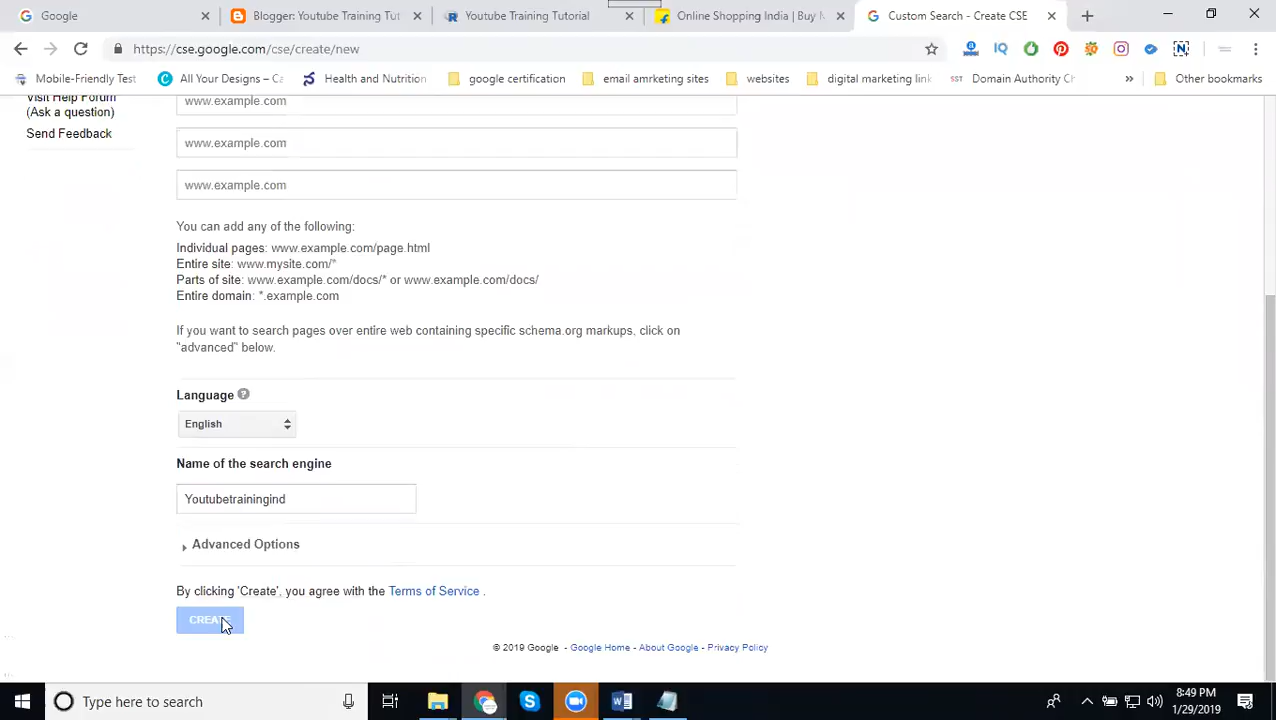 Google
Blogger: Youtube Training Tu
Youtube Training Tutorial
Online Shopping India | Buy M
Custom Search - Create CSE
https://cse.google.com/cse/create/new
Mobile-Friendly Test
All Your Designs – Ca
Health and Nutrition
google certification
email amrketing sites
websites
digital marketing link
SST Domain Authority Ch
Other bookmarks
Visit Help Forum
(Ask a question)
Send Feedback
www.example.com
www.example.com
www.example.com
You can add any of the following:
Individual pages: www.example.com/page.html
Entire site: www.mysite.com/*
Parts of site: www.example.com/docs/* or www.example.com/docs/
Entire domain: *.example.com
If you want to search pages over entire web containing specific schema.org markups, click on
"advanced" below.
Language
English
Name of the search engine
Youtubetrainingind
Advanced Options
By clicking 'Create', you agree with the Terms of Service .
CREATE
© 2019 Google - Google Home - About Google - Privacy Policy
Type here to search
8:49 PM
1/29/2019